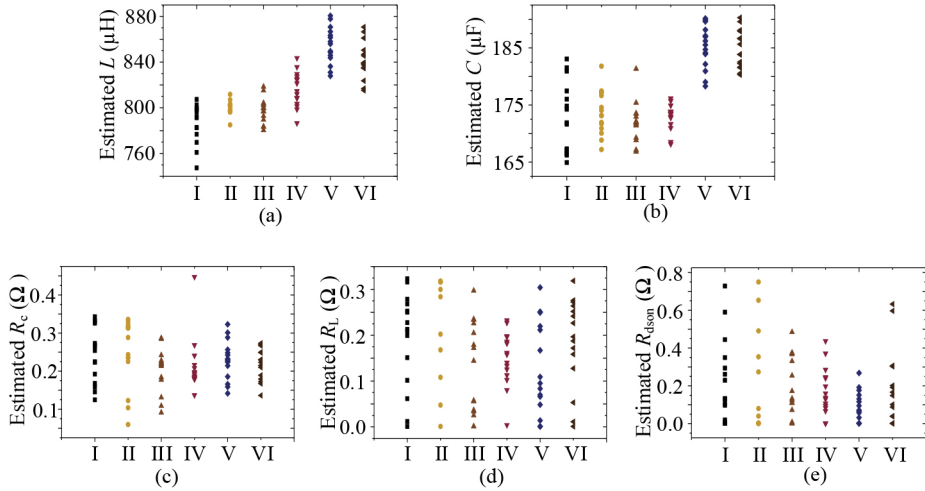 Estimated L (μH)
880
840
800
760
I II III IV V VI
(a)
Estimated C (μF)
185
175
165
I II III IV V VI
(b)
Estimated Rc (Ω)
0.4
0.3
0.2
0.1
I II III IV V VI
(c)
Estimated RL (Ω)
0.3
0.2
0.1
0.0
I II III IV V VI
(d)
Estimated Rdson (Ω)
0.8
0.6
0.4
0.2
0.0
I II III IV V VI
(e)